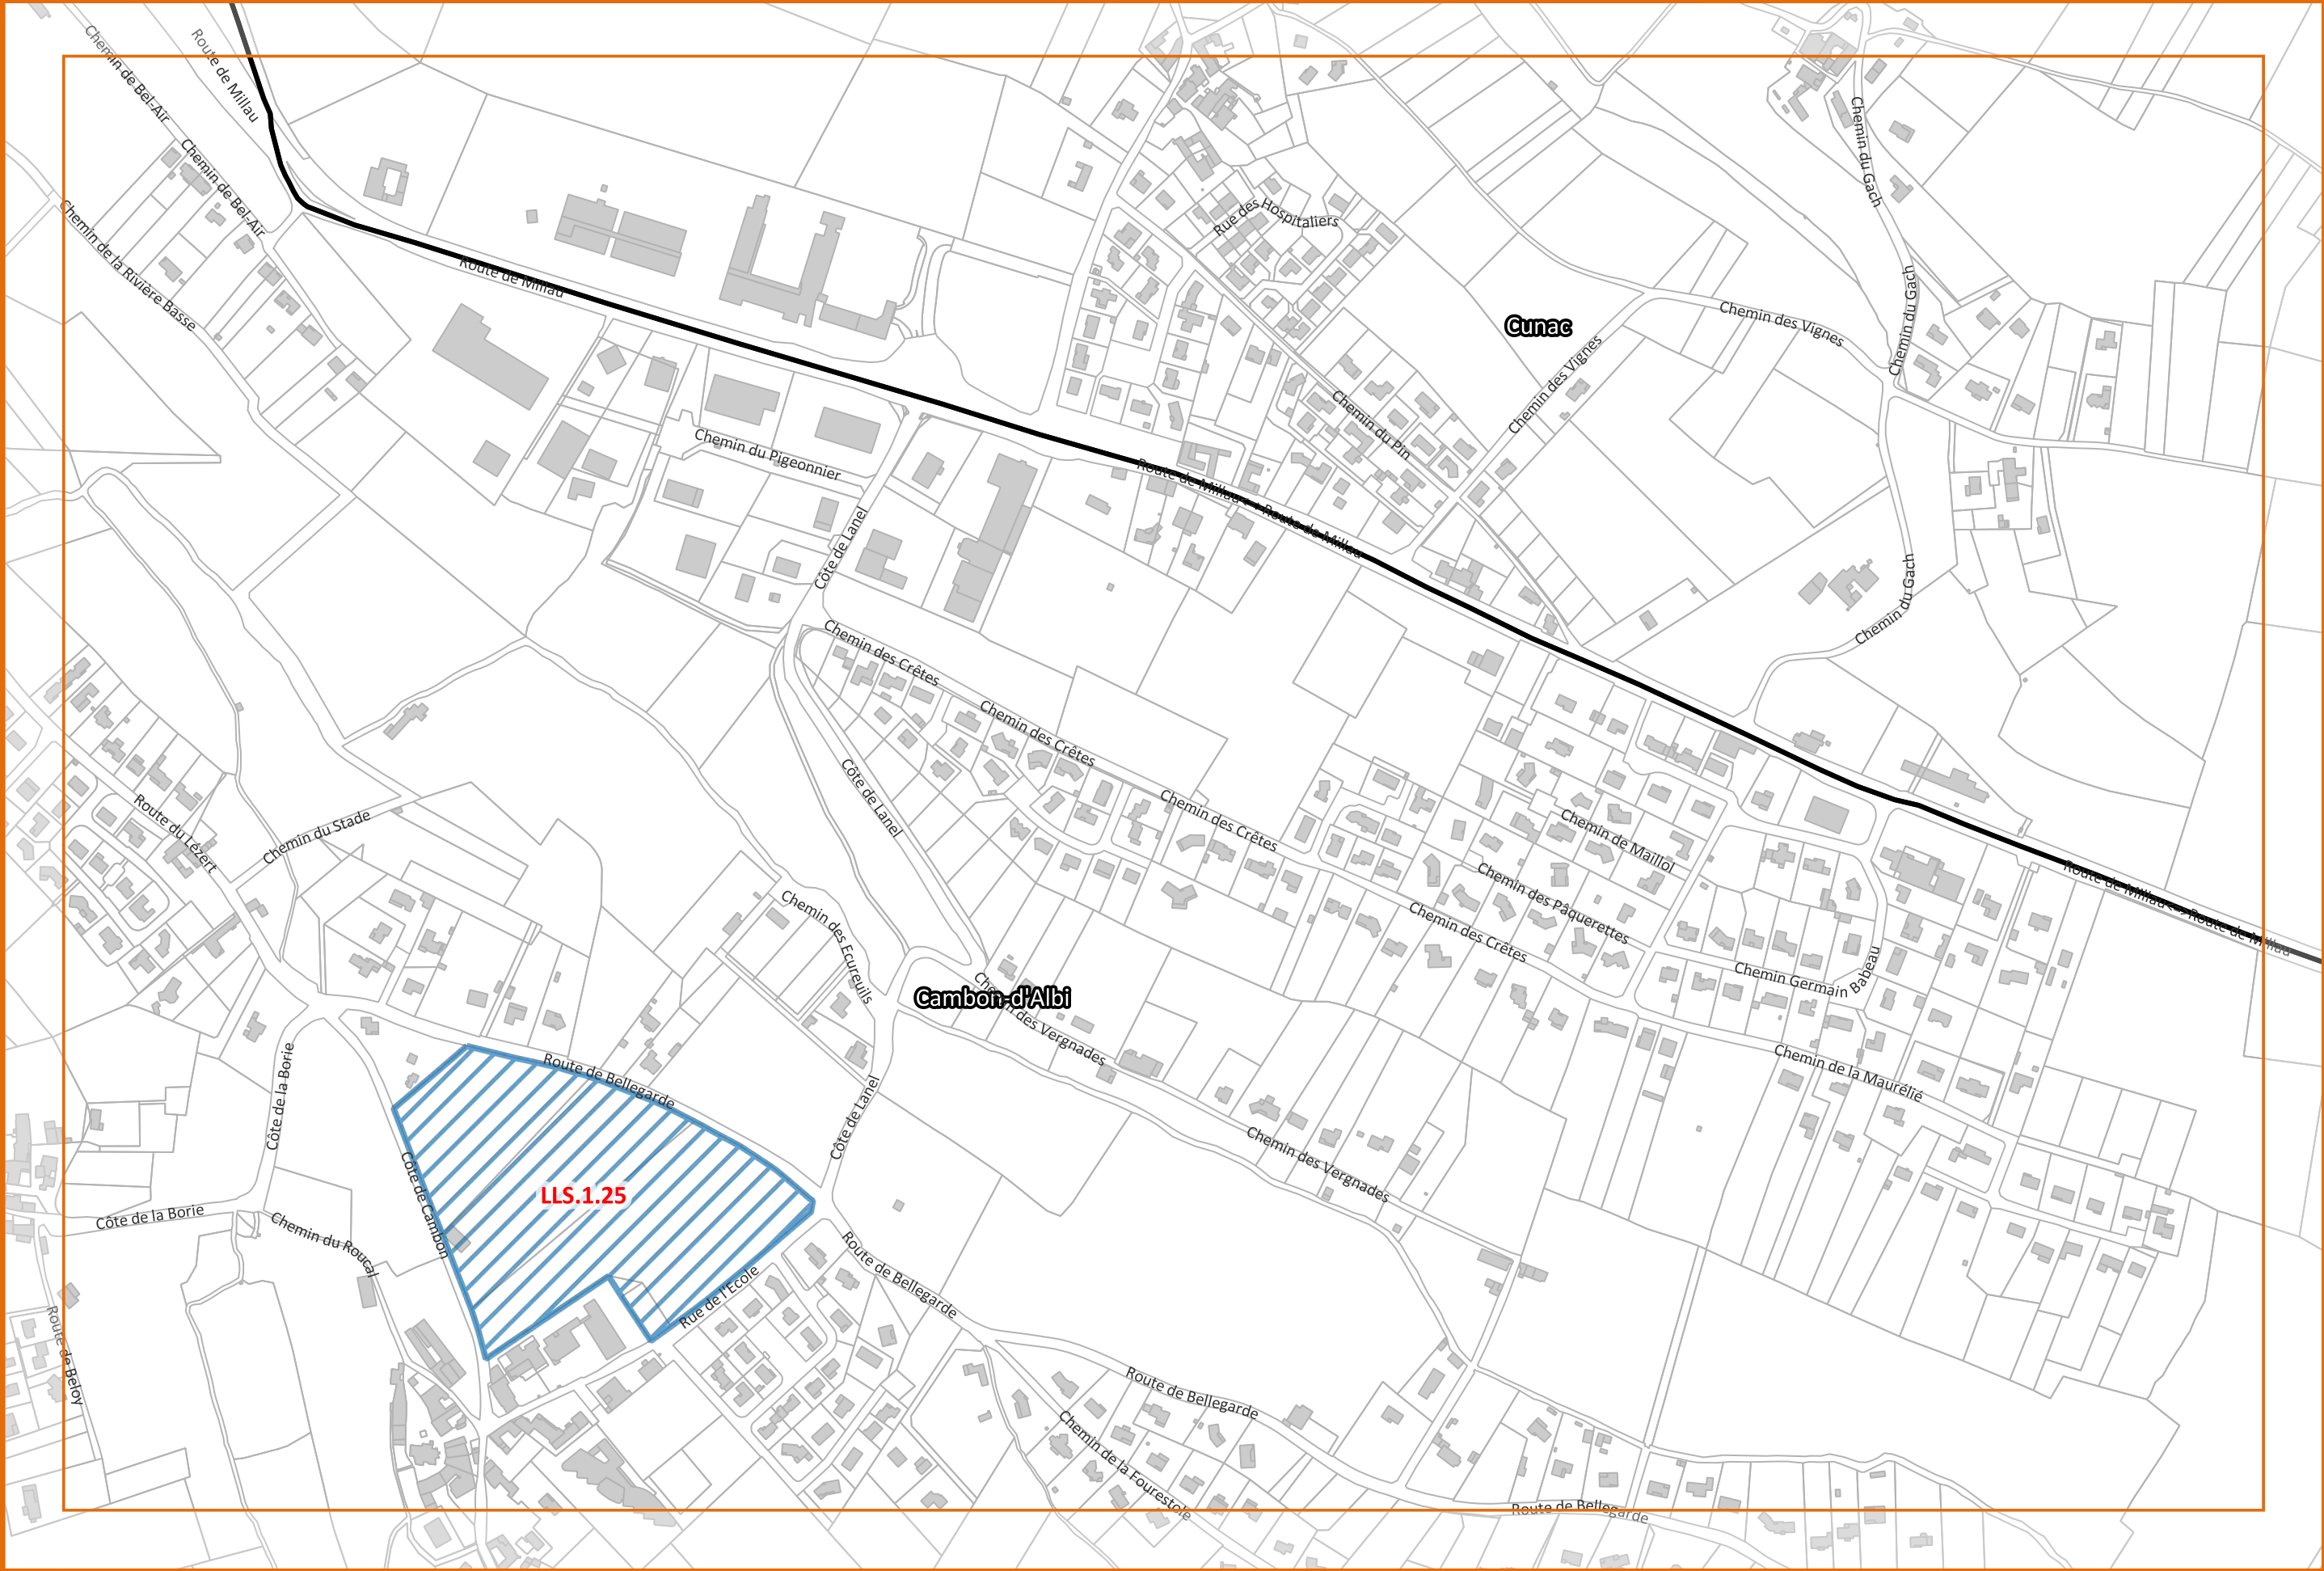 Chemin de Bel-Air
Route de Millau
Chemin de Bel-Air
Chemin de la Rivière Basse
Chemin du Gach
Rue des Hospitaliers
Route de Millau
Cunac
Chemin des Vignes
Chemin du Gach
Chemin des Vignes
Chemin du Pin
Chemin du Pigeonnier
Route de Millau
Route de Millau
Côte de Lanel
Chemin du Gach
Chemin des Crêtes
Chemin des Crêtes
Côte de Lanel
Chemin des Crêtes
Route du Lézert
Chemin du Stade
Chemin de Maillol
Chemin des Pâquerettes
Chemin des Crêtes
Route de Millau
Route de Millau
Chemin des Ecureuils
Chemin Germain Babeau
Cambon-d'Albi
Chemin des Vergnades
Côte de la Borie
Route de Bellegarde
Côte de Lanel
Chemin de la Maurélié
Chemin des Vergnades
Côte de Cambon
LLS.1.25
Côte de la Borie
Chemin du Roucal
Route de Bellegarde
Rue de l'Ecole
Route de Beloy
Route de Bellegarde
Chemin de la Fourestole
Route de Bellegarde